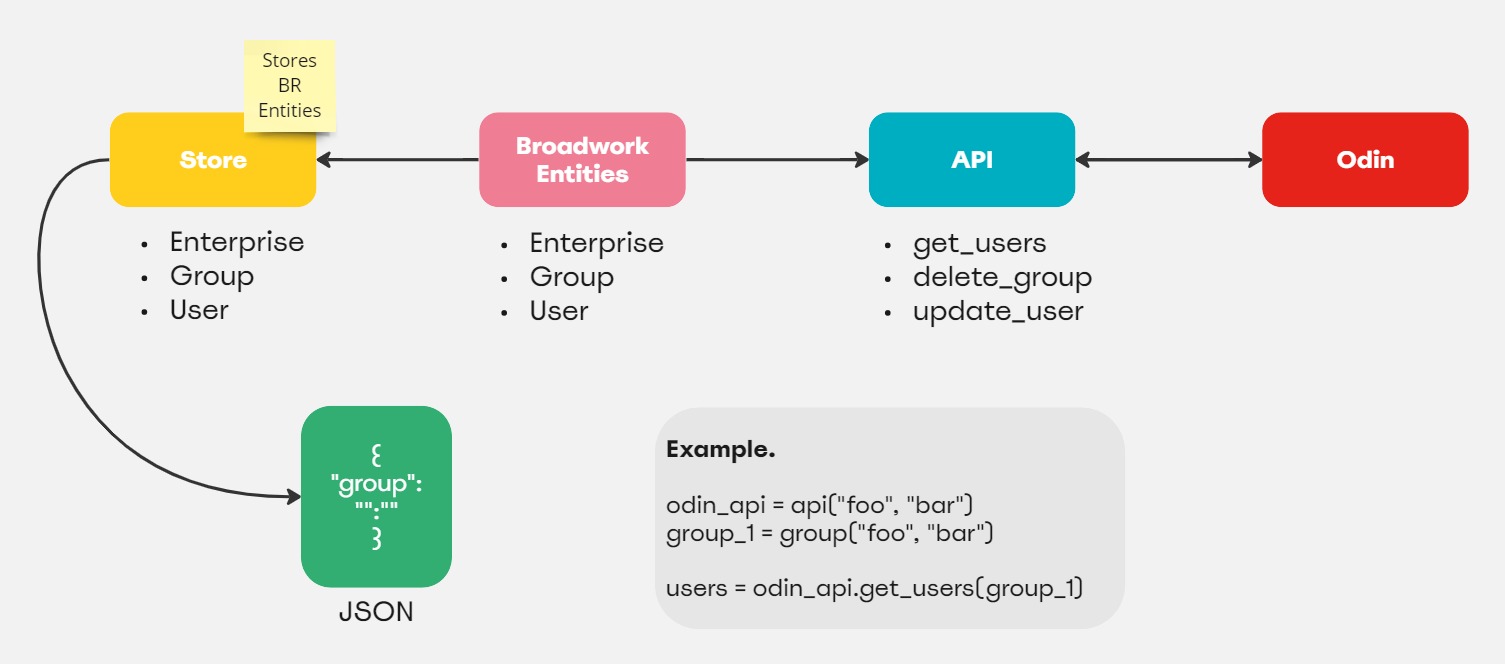 Stores
BR
Entities
Store
Broadwork
Entities
API
Odin
• Enterprise
• Group
• User
• Enterprise
• Group
• User
• get_users
• delete_group
• update_user
{
"group":
"":""
}
JSON
Example.
odin_api = api("foo", "bar")
group_1 = group("foo", "bar")
users = odin_api.get_users(group_1)